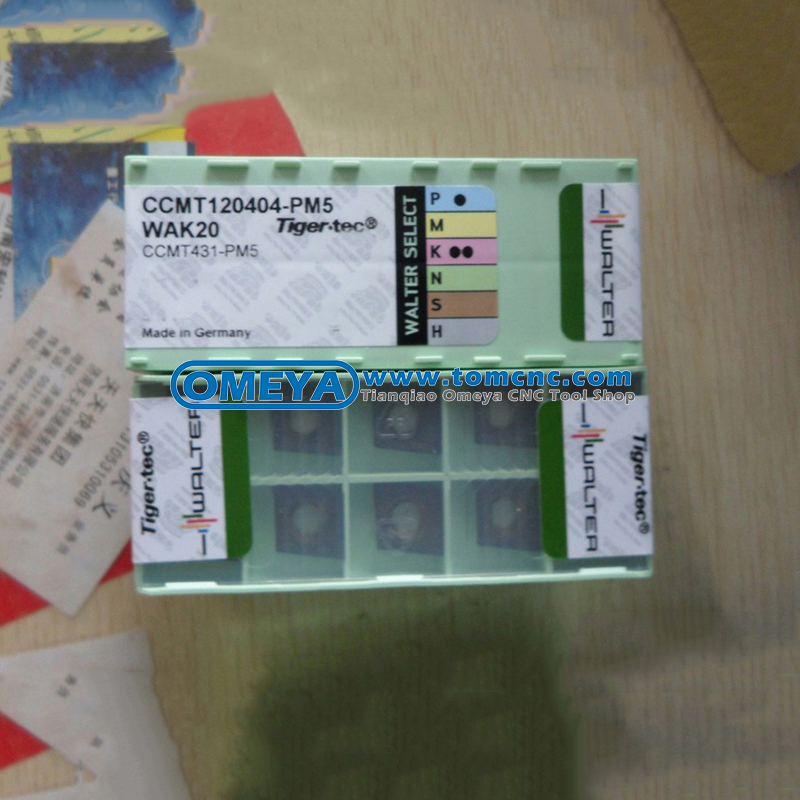 CCMT120404-PM5
WAK20
Tiger·tec®
CCMT431-PM5
Made in Germany
WALTER SELECT
P
M
K
N
S
H
WALTER
OMEYA
www.tomcnc.com
Tianqiao Omeya CNC Tool Shop
Tiger·tec®
WALTER
WALTER
Tiger·tec®